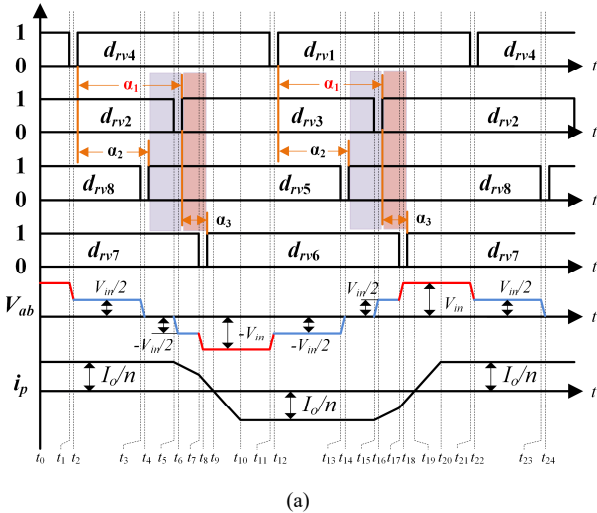 1
d_rv4 d_rv1 d_rv4
0 t
α1 α1
1
d_rv2 d_rv3 d_rv2
0 t
α2 α2
1
d_rv8 d_rv5 d_rv8
0 t
α3 α3
1
d_rv7 d_rv6 d_rv7
0 t
V_ab V_in/2 -V_in/2 -V_in -V_in/2 V_in/2 V_in V_in/2 t
i_p I_o/n I_o/n I_o/n t
t0 t1 t2 t3 t4 t5 t6 t7 t8 t9 t10 t11 t12 t13 t14 t15 t16 t17 t18 t19 t20 t21 t22 t23 t24
(a)